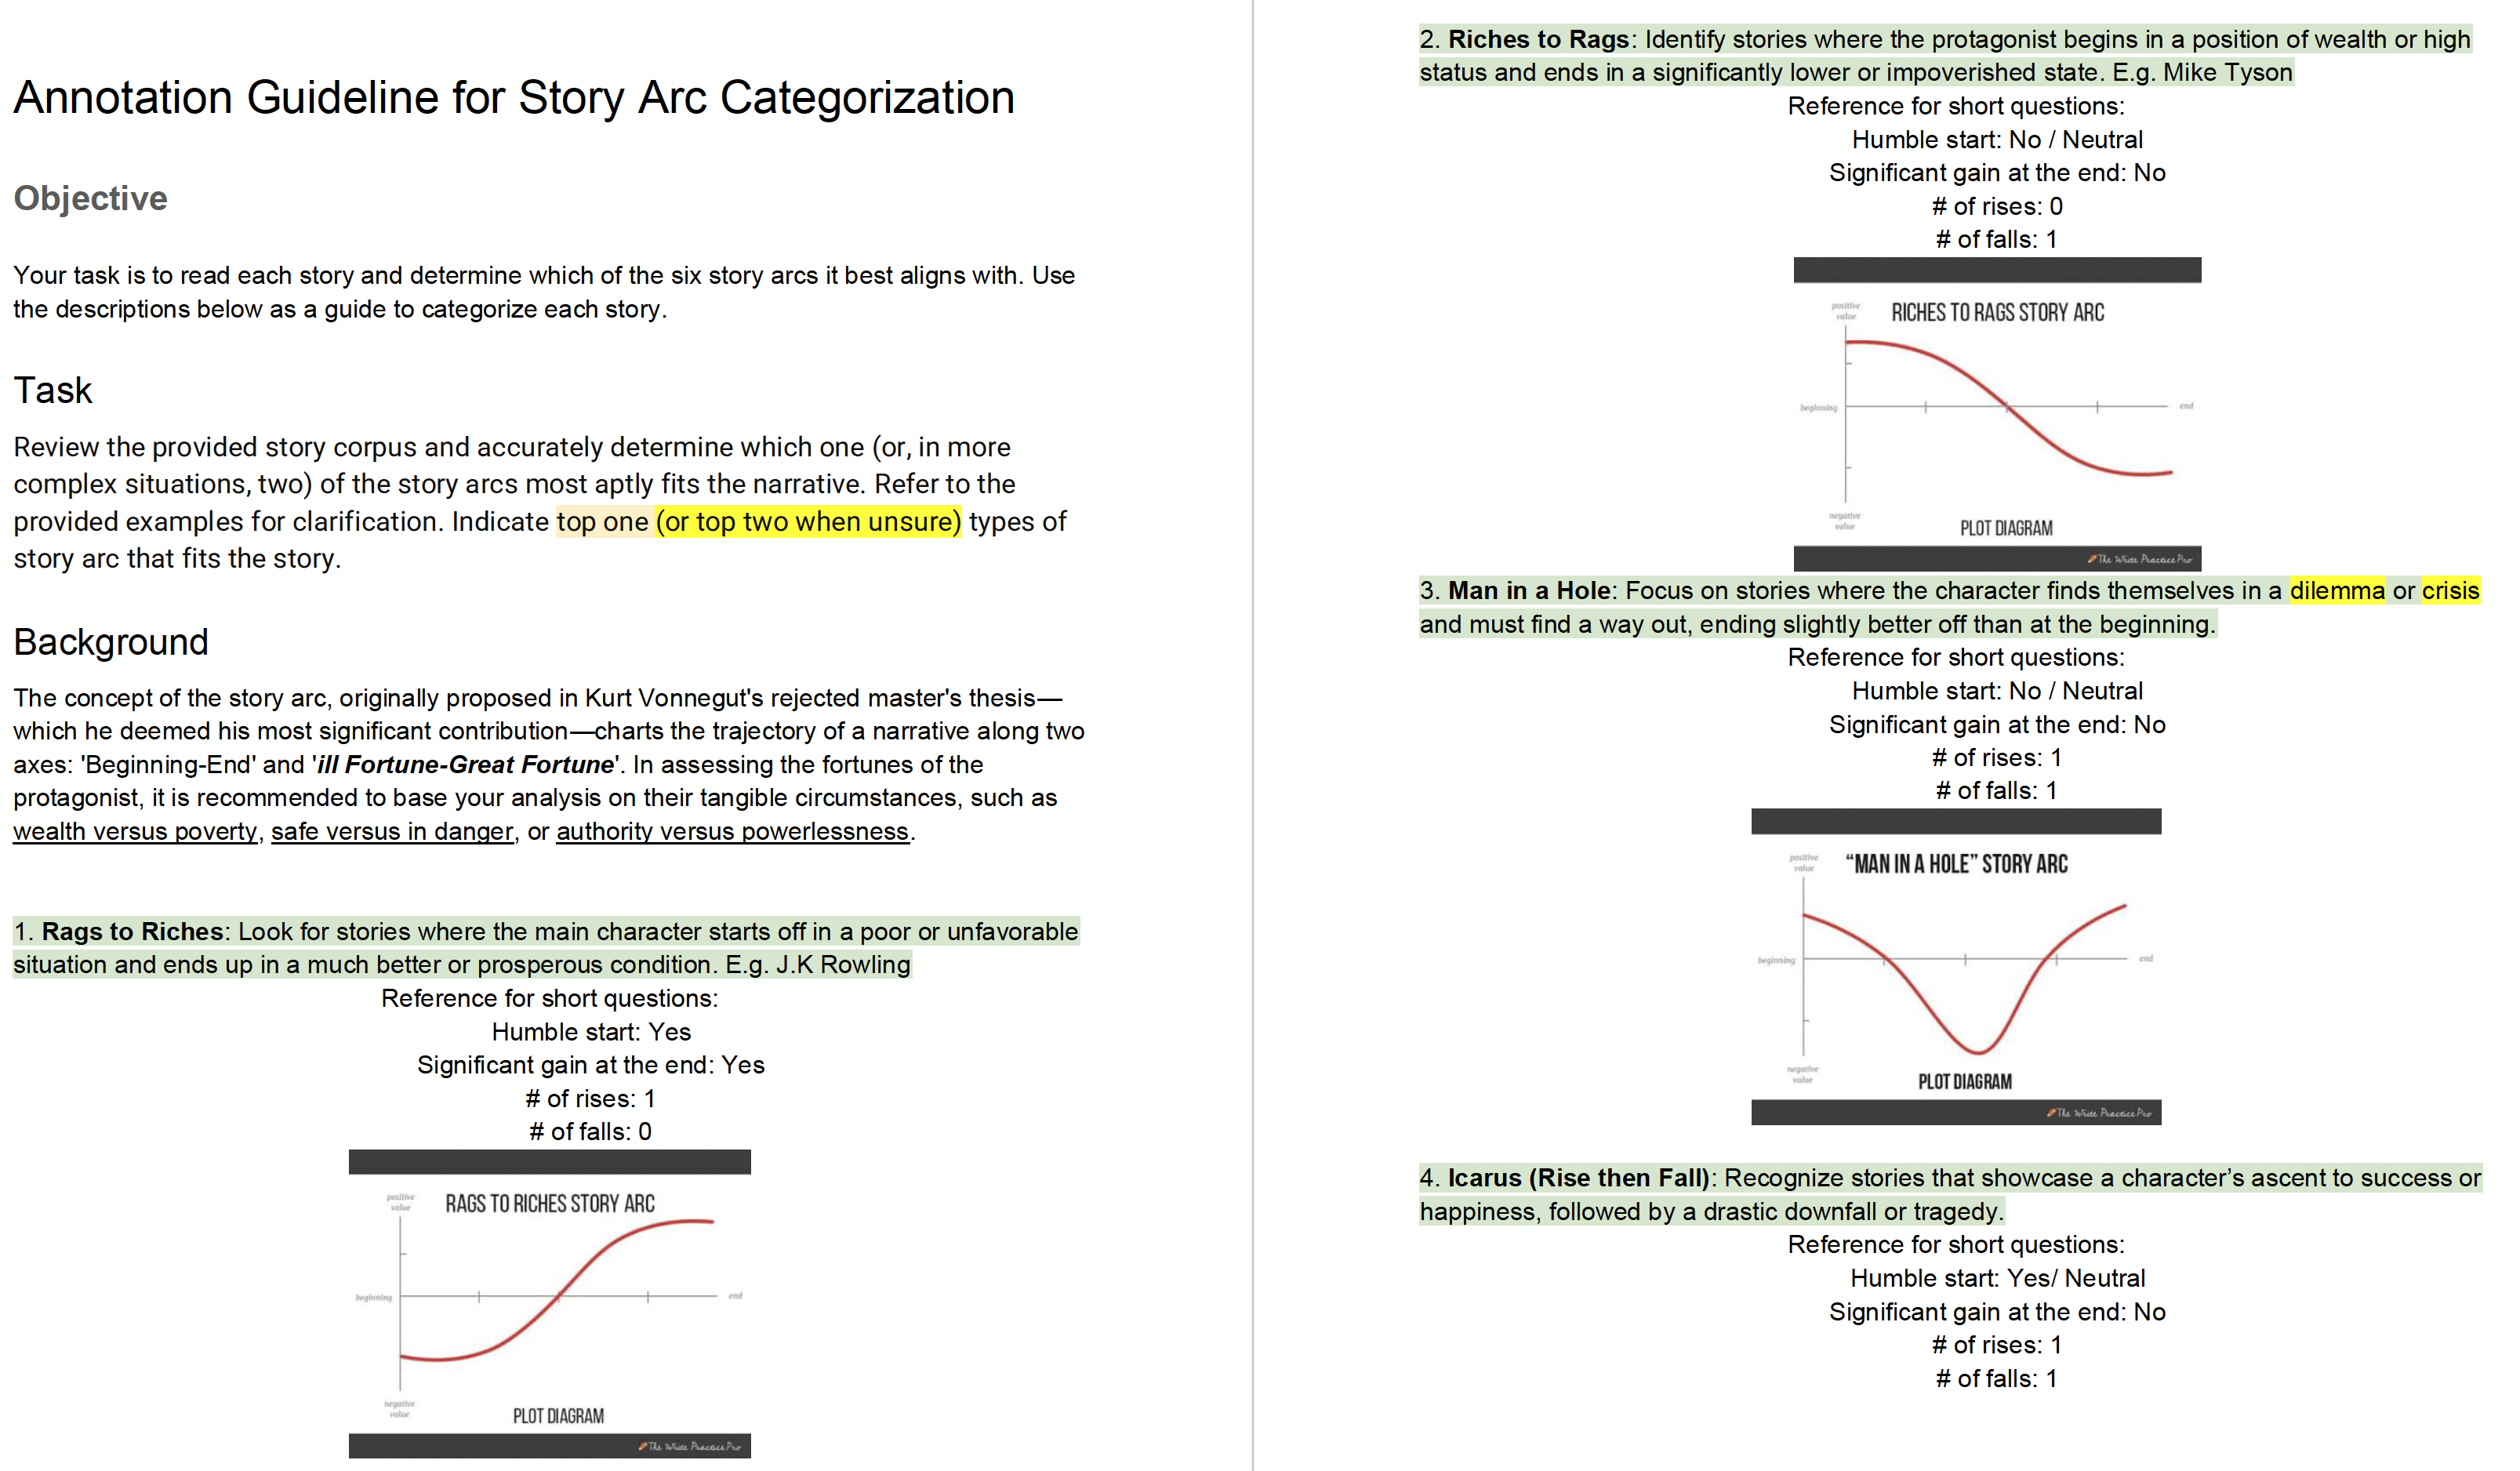 Annotation Guideline for Story Arc Categorization
Objective
Your task is to read each story and determine which of the six story arcs it best aligns with. Use
the descriptions below as a guide to categorize each story.
Task
Review the provided story corpus and accurately determine which one (or, in more
complex situations, two) of the story arcs most aptly fits the narrative. Refer to the
provided examples for clarification. Indicate top one (or top two when unsure) types of
story arc that fits the story.
Background
The concept of the story arc, originally proposed in Kurt Vonnegut's rejected master's thesis—
which he deemed his most significant contribution—charts the trajectory of a narrative along two
axes: 'Beginning-End' and 'ill Fortune-Great Fortune'. In assessing the fortunes of the
protagonist, it is recommended to base your analysis on their tangible circumstances, such as
wealth versus poverty, safe versus in danger, or authority versus powerlessness.
1. Rags to Riches: Look for stories where the main character starts off in a poor or unfavorable
situation and ends up in a much better or prosperous condition. E.g. J.K Rowling
Reference for short questions:
Humble start: Yes
Significant gain at the end: Yes
# of rises: 1
# of falls: 0
positive
value
RAGS TO RICHES STORY ARC
beginning
end
negative
value
PLOT DIAGRAM
The Write Practice Pro
2. Riches to Rags: Identify stories where the protagonist begins in a position of wealth or high
status and ends in a significantly lower or impoverished state. E.g. Mike Tyson
Reference for short questions:
Humble start: No / Neutral
Significant gain at the end: No
# of rises: 0
# of falls: 1
positive
value
RICHES TO RAGS STORY ARC
beginning
end
negative
value
PLOT DIAGRAM
The Write Practice Pro
3. Man in a Hole: Focus on stories where the character finds themselves in a dilemma or crisis
and must find a way out, ending slightly better off than at the beginning.
Reference for short questions:
Humble start: No / Neutral
Significant gain at the end: No
# of rises: 1
# of falls: 1
positive
value
“MAN IN A HOLE” STORY ARC
beginning
end
negative
value
PLOT DIAGRAM
The Write Practice Pro
4. Icarus (Rise then Fall): Recognize stories that showcase a character’s ascent to success or
happiness, followed by a drastic downfall or tragedy.
Reference for short questions:
Humble start: Yes/ Neutral
Significant gain at the end: No
# of rises: 1
# of falls: 1